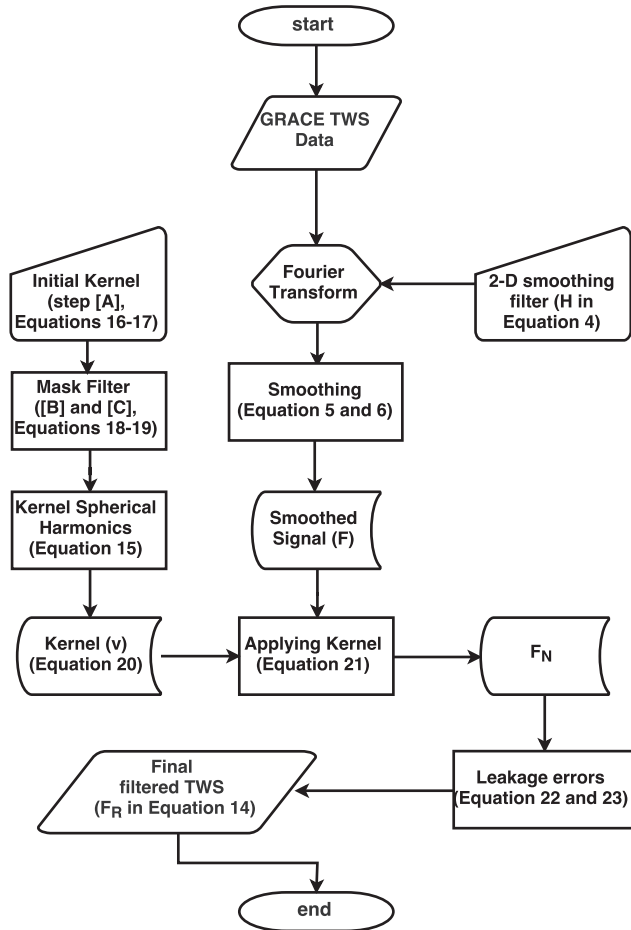 start
GRACE TWS
Data
Initial Kernel
(step [A],
Equations 16-17)
Fourier
Transform
2-D smoothing
filter (H in
Equation 4)
Mask Filter
([B] and [C],
Equations 18-19)
Smoothing
(Equation 5 and 6)
Kernel Spherical
Harmonics
(Equation 15)
Smoothed
Signal (F)
Kernel (v)
(Equation 20)
Applying Kernel
(Equation 21)
F_N
Leakage errors
(Equation 22 and 23)
Final
filtered TWS
(F_R in Equation 14)
end